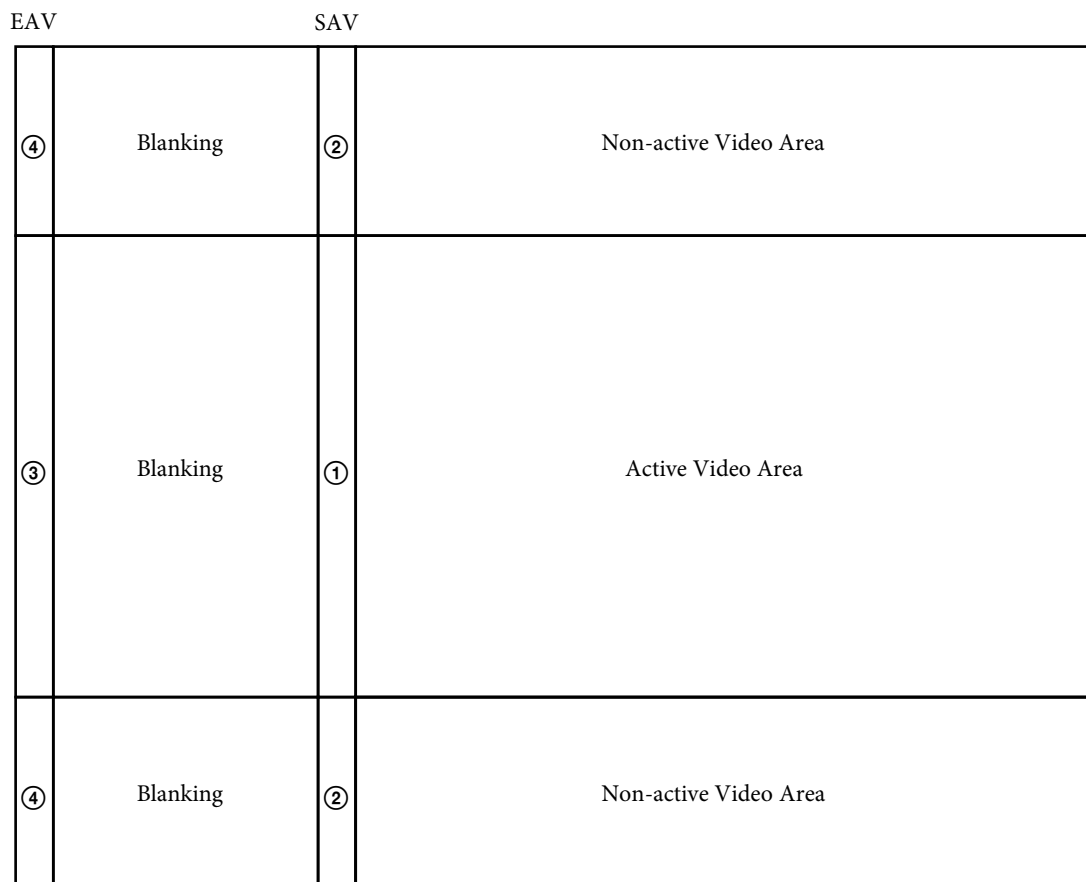 EAV SAV
④ Blanking ② Non-active Video Area
③ Blanking ① Active Video Area
④ Blanking ② Non-active Video Area